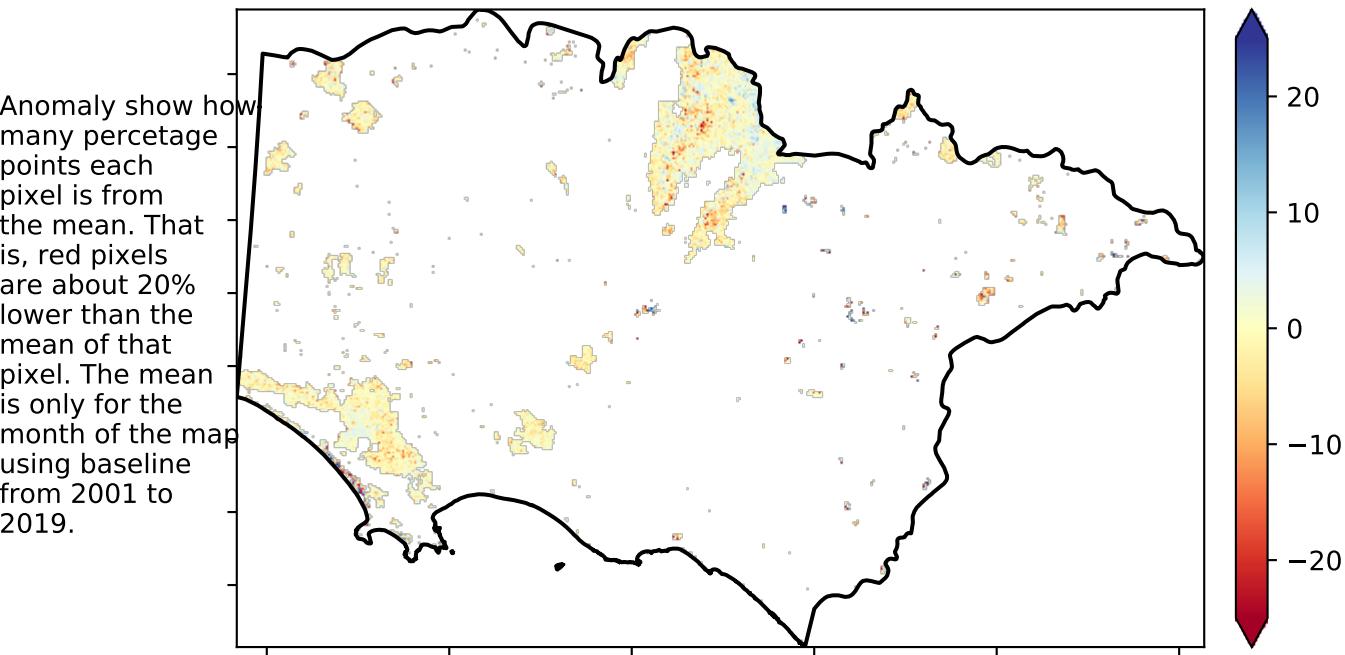 Anomaly show how
many percetage
points each
pixel is from
the mean. That
is, red pixels
are about 20%
lower than the
mean of that
pixel. The mean
is only for the
month of the map
using baseline
from 2001 to
2019.
20
10
0
−10
−20